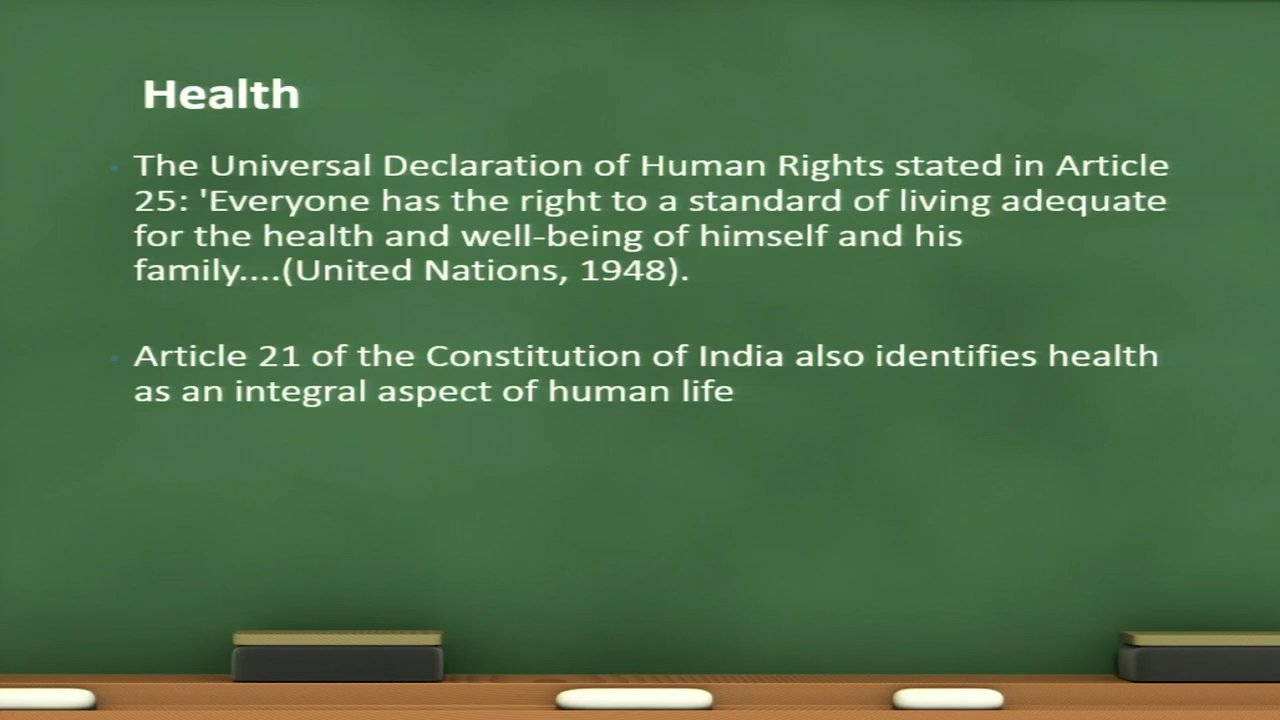 Health
The Universal Declaration of Human Rights stated in Article
25: 'Everyone has the right to a standard of living adequate
for the health and well-being of himself and his
family....(United Nations, 1948).
Article 21 of the Constitution of India also identifies health
as an integral aspect of human life